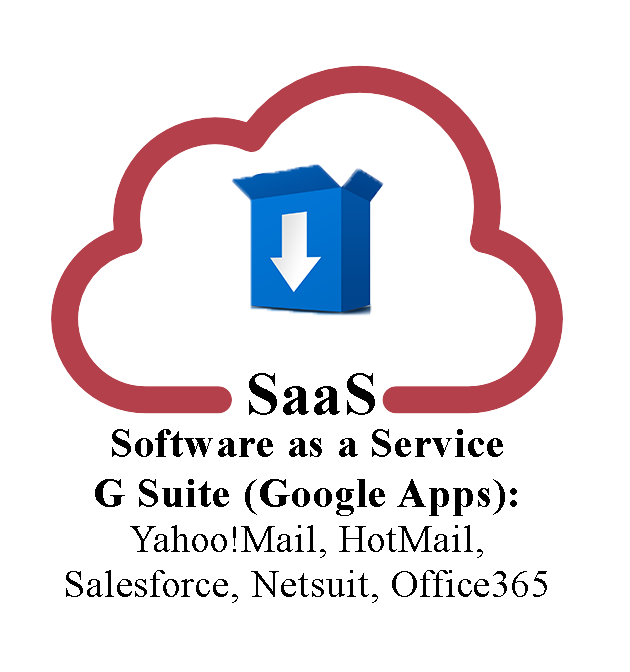 SaaS
Software as a Service
G Suite (Google Apps):
Yahoo!Mail, HotMail,
Salesforce, Netsuit, Office365